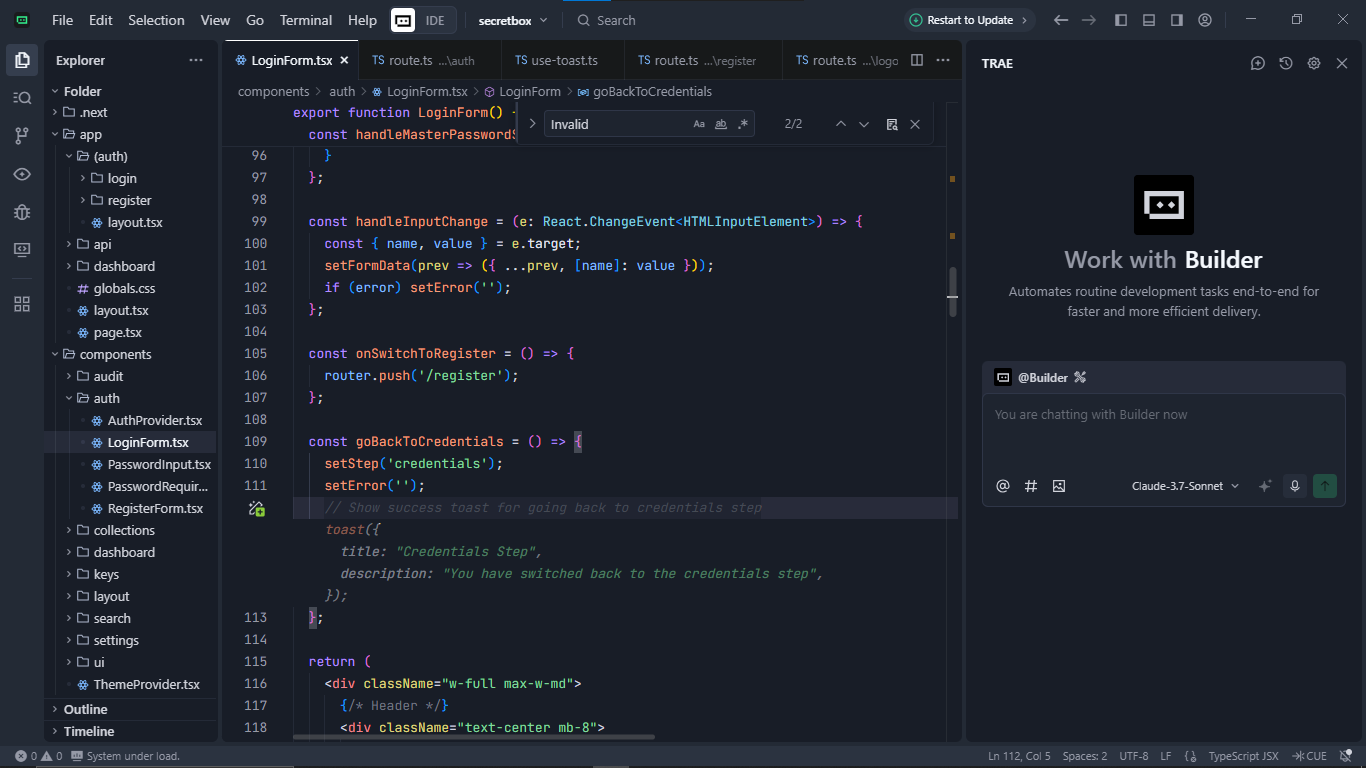 File Edit Selection View Go Terminal Help IDE secretbox Search Restart to Update
Explorer
Folder
.next
app
(auth)
login
register
layout.tsx
api
dashboard
globals.css
layout.tsx
page.tsx
components
audit
auth
AuthProvider.tsx
LoginForm.tsx
PasswordInput.tsx
PasswordRequir...
RegisterForm.tsx
collections
dashboard
keys
layout
search
settings
ui
ThemeProvider.tsx
Outline
Timeline
LoginForm.tsx TS route.ts ...\auth TS use-toast.ts TS route.ts ...\register TS route.ts ...\logo
components > auth > LoginForm.tsx > LoginForm > goBackToCredentials
Invalid Aa ab .* 2/2
export function LoginForm()
const handleMasterPassword
96 }
97 };
98
99 const handleInputChange = (e: React.ChangeEvent<HTMLInputElement>) => {
100 const { name, value } = e.target;
101 setFormData(prev => ({ ...prev, [name]: value }));
102 if (error) setError('');
103 };
104
105 const onSwitchToRegister = () => {
106 router.push('/register');
107 };
108
109 const goBackToCredentials = () => {
110 setStep('credentials');
111 setError('');
// Show success toast for going back to credentials step
toast({
title: "Credentials Step",
description: "You have switched back to the credentials step",
});
113 };
114
115 return (
116 <div className="w-full max-w-md">
117 {/* Header */}
118 <div className="text-center mb-8">
TRAE
Work with Builder
Automates routine development tasks end-to-end for
faster and more efficient delivery.
@Builder
You are chatting with Builder now
@ # Claude-3.7-Sonnet
0 0 System under load. Ln 112, Col 5 Spaces: 2 UTF-8 LF {} TypeScript JSX CUE